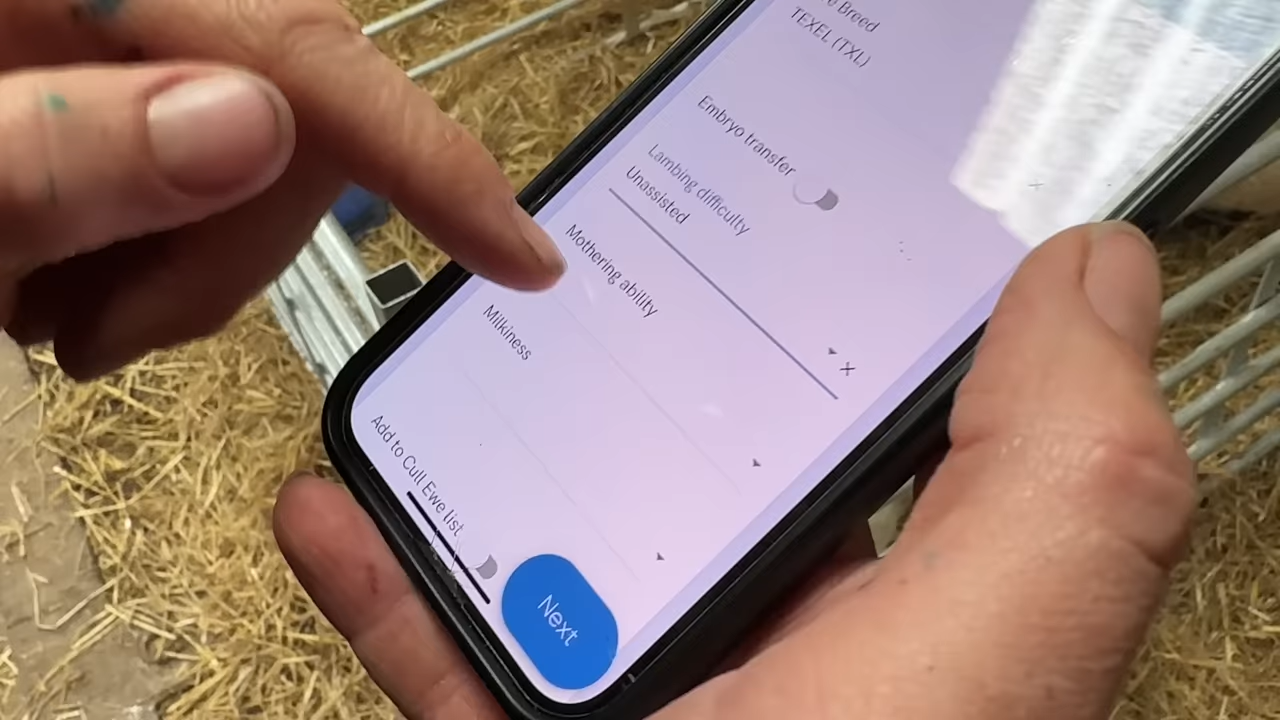 Breed
TEXEL (TXL)
Embryo transfer
Lambing difficulty
Unassisted
Mothering ability
Milkiness
Add to Cull Ewe list
Next